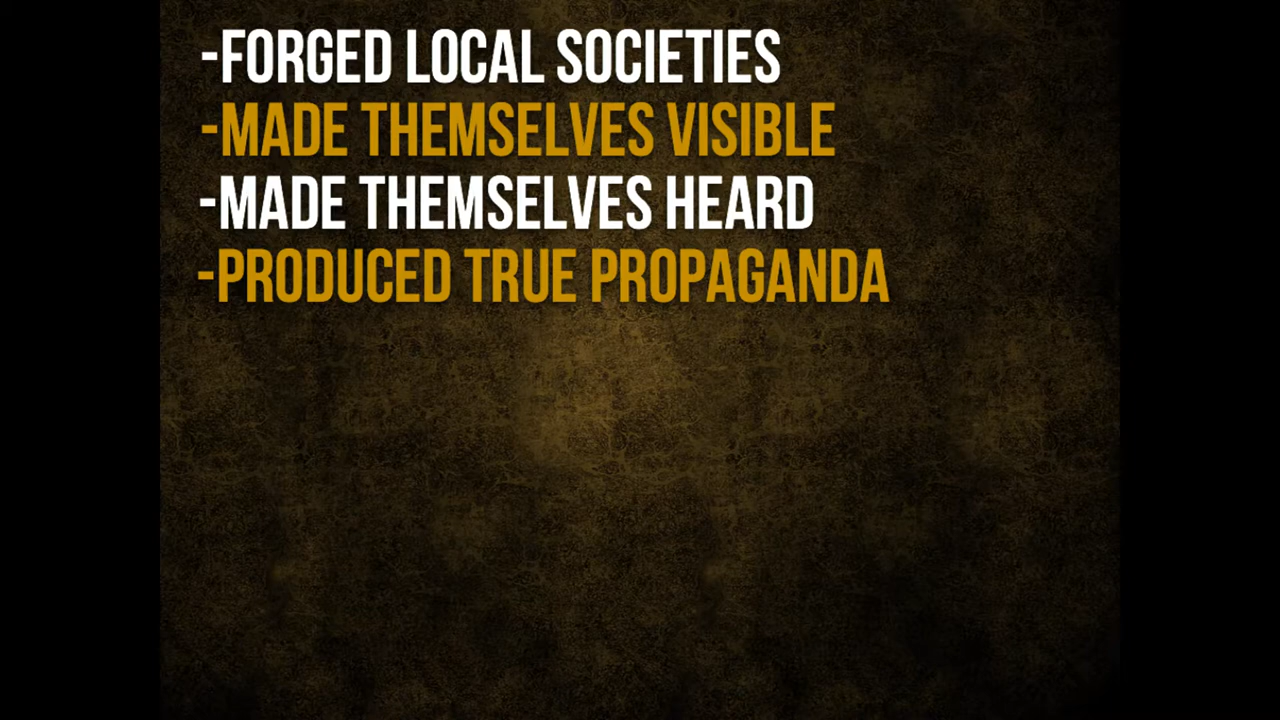 -FORGED LOCAL SOCIETIES
-MADE THEMSELVES VISIBLE
-MADE THEMSELVES HEARD
-PRODUCED TRUE PROPAGANDA